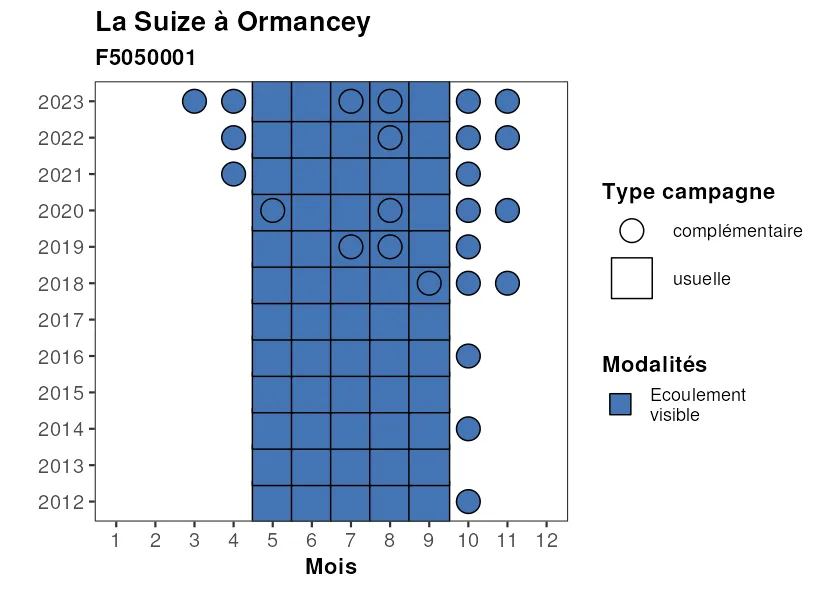 La Suize à Ormancey
F5050001
2023
2022
2021
2020
2019
2018
2017
2016
2015
2014
2013
2012
1 2 3 4 5 6 7 8 9 10 11 12
Mois
Type campagne
complémentaire
usuelle
Modalités
Ecoulement
visible